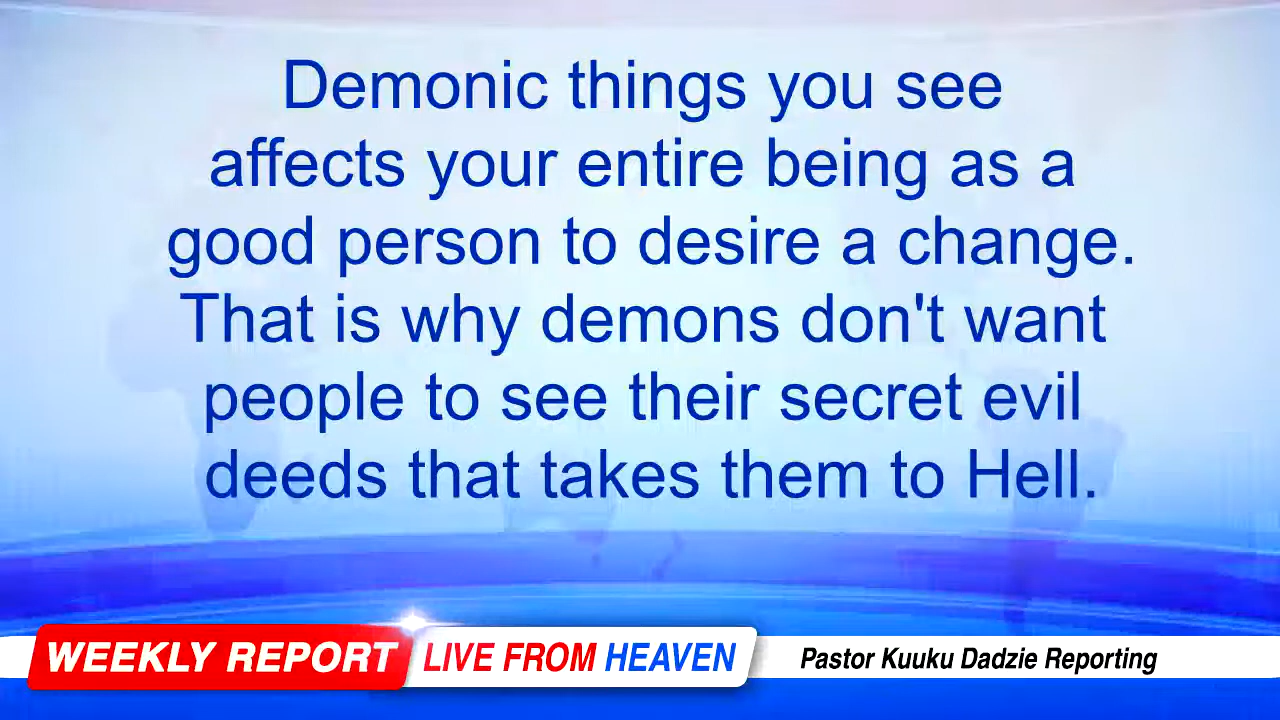 Demonic things you see
affects your entire being as a
good person to desire a change.
That is why demons don't want
people to see their secret evil
deeds that takes them to Hell.
WEEKLY REPORT LIVE FROM HEAVEN Pastor Kuuku Dadzie Reporting